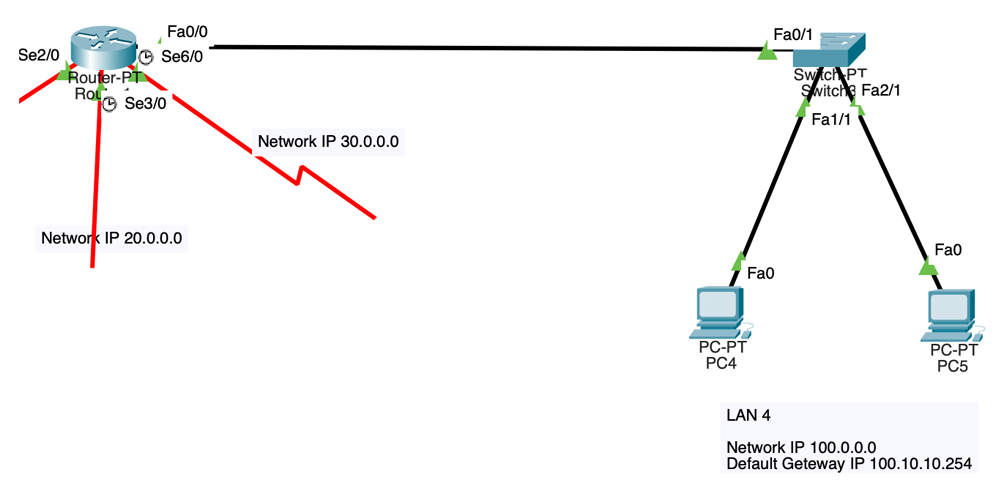 Fa0/0
Se2/0
Se6/0
Router-PT
Rou
Se3/0
Fa0/1
Switch-PT
Switch3
Fa2/1
Fa1/1
Network IP 30.0.0.0
Network IP 20.0.0.0
Fa0
Fa0
PC-PT
PC4
PC-PT
PC5
LAN 4
Network IP 100.0.0.0
Default Geteway IP 100.10.10.254